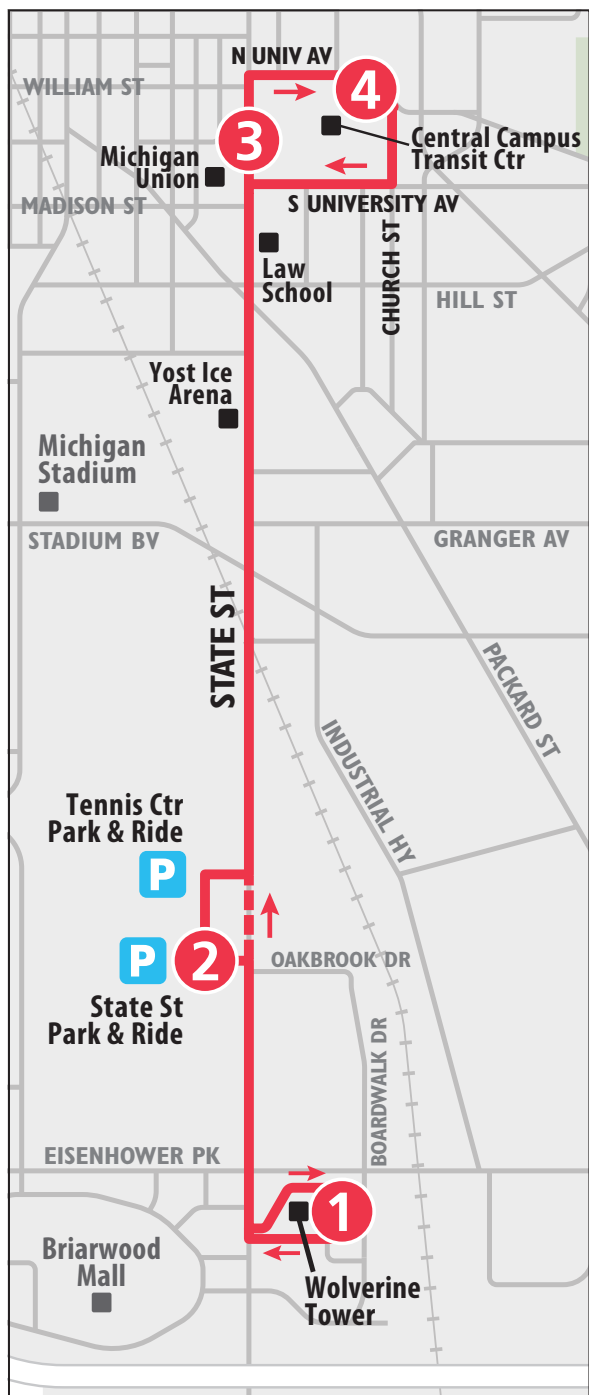 N UNIV AV
WILLIAM ST
4
3
Central Campus
Transit Ctr
Michigan
Union
MADISON ST
S UNIVERSITY AV
CHURCH ST
Law
School
HILL ST
Yost Ice
Arena
Michigan
Stadium
STADIUM BV
GRANGER AV
STATE ST
PACKARD ST
INDUSTRIAL HY
Tennis Ctr
Park & Ride
P
P
2
OAKBROOK DR
State St
Park & Ride
BOARDWALK DR
EISENHOWER PK
1
Briarwood
Mall
Wolverine
Tower